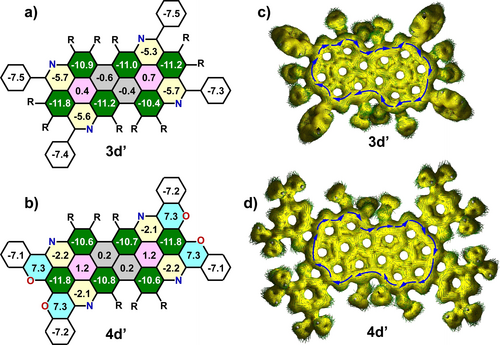 a)
-7.5
c)
R R R N R
-5.3
N -10.9 -11.0 -11.2 R
-7.5 -5.7 -0.6 0.7
0.4 -0.4 -5.7 -7.3
R -11.8 -11.2 -10.4 N
-5.6
R N R R R
-7.4
3d’
3d’
b)
-7.2
d)
R R R R N 7.3 O
-2.1
N -10.6 -10.7 -11.8 O
-7.1 -2.2 0.2 1.2 7.3
7.3 1.2 0.2 -2.2 -7.1
O -11.8 -10.8 -10.6 N
-2.1
O 7.3 N R R R R
-7.2
4d’
4d’